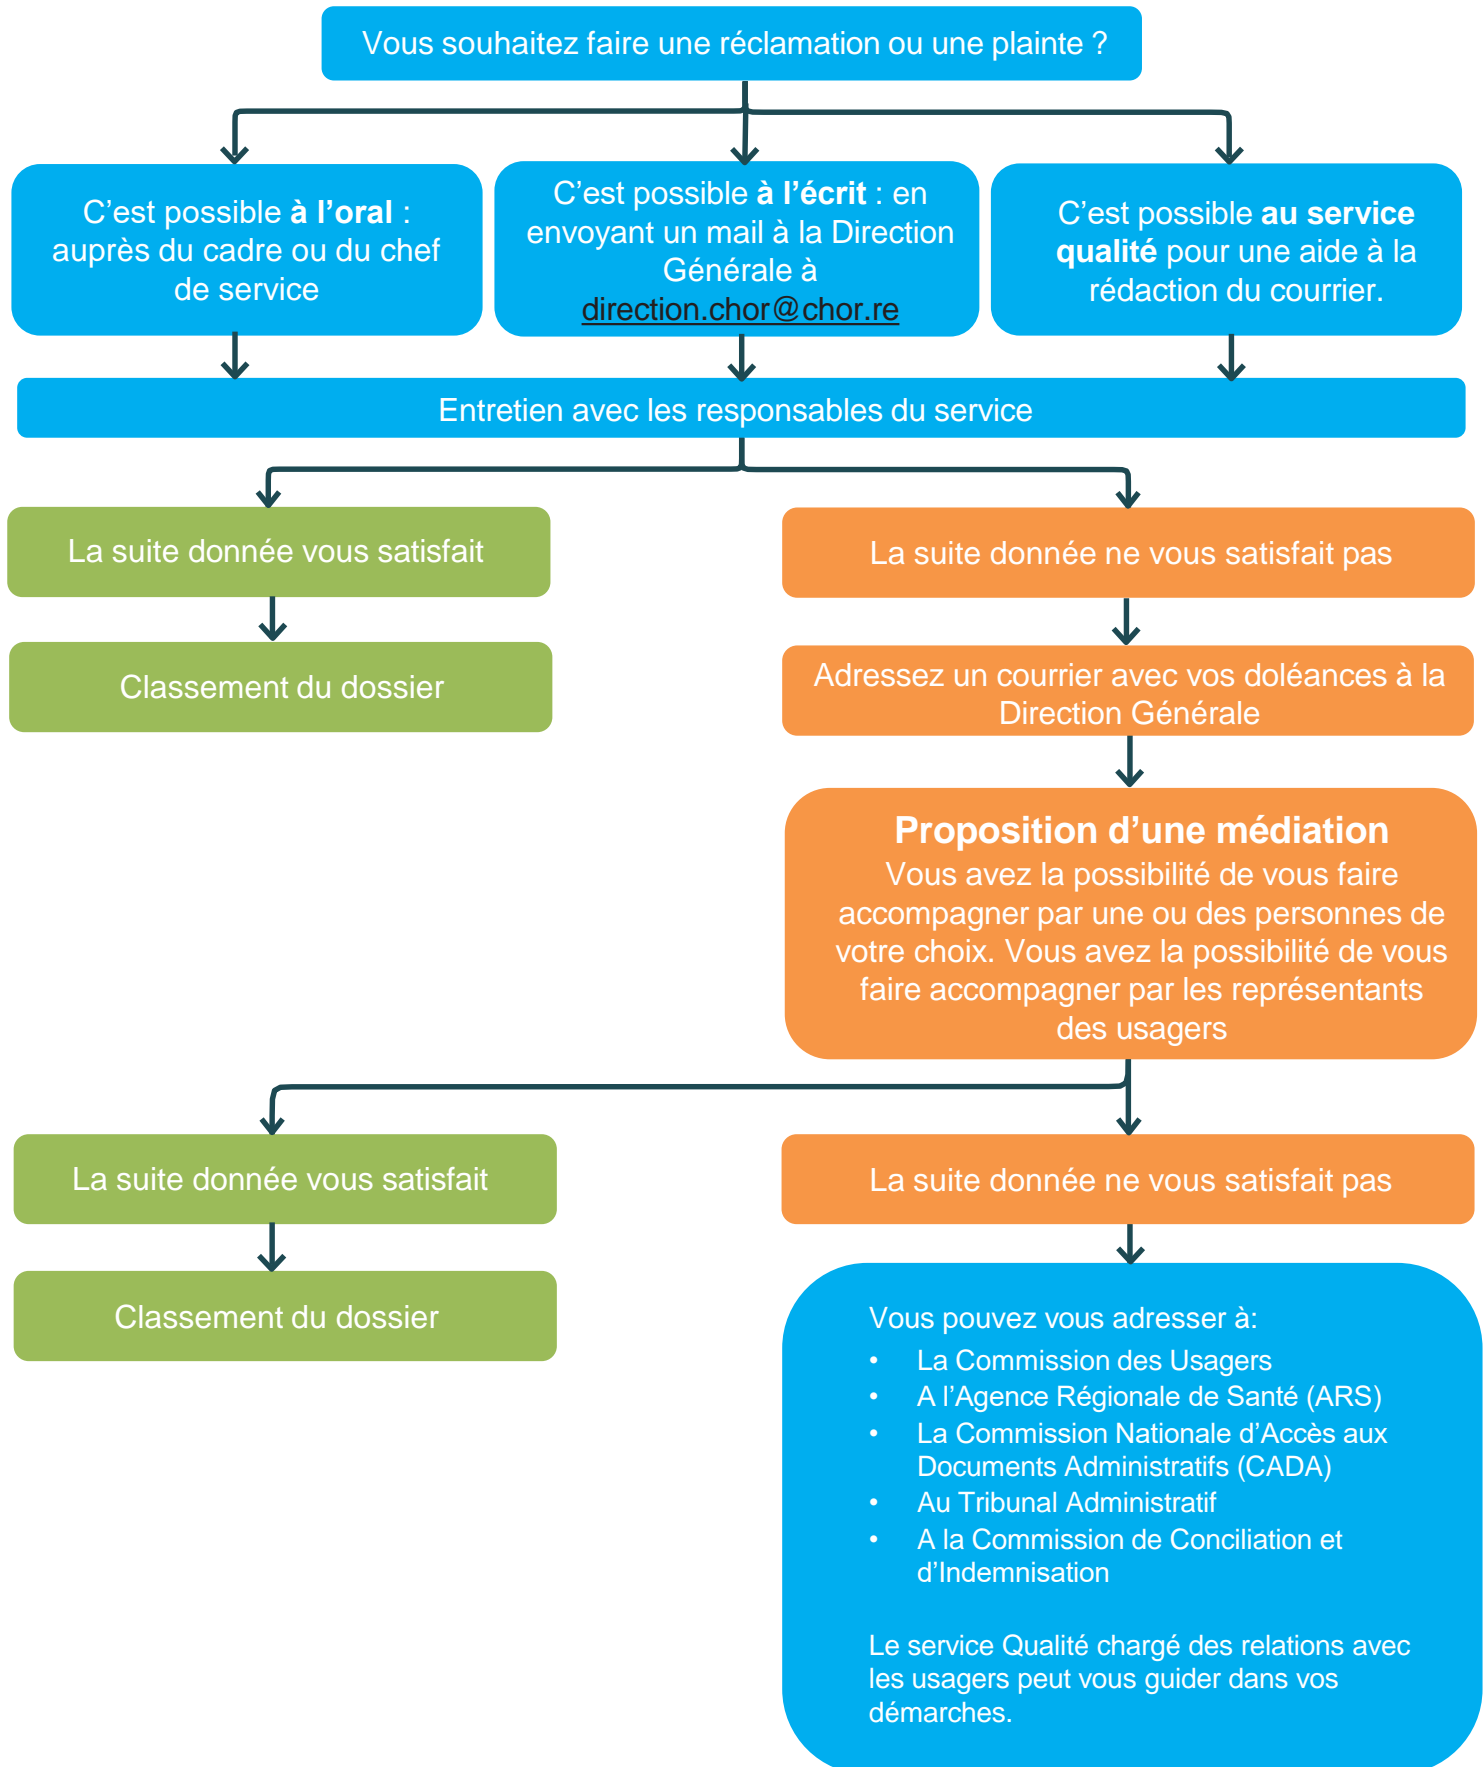 Vous souhaitez faire une réclamation ou une plainte ?
C’est possible à l’oral :
auprès du cadre ou du chef
de service
C’est possible à l’écrit : en
envoyant un mail à la Direction
Générale à
direction.chor@chor.re
C’est possible au service
qualité pour une aide à la
rédaction du courrier.
Entretien avec les responsables du service
La suite donnée vous satisfait
La suite donnée ne vous satisfait pas
Classement du dossier
Adressez un courrier avec vos doléances à la
Direction Générale
Proposition d’une médiation
Vous avez la possibilité de vous faire
accompagner par une ou des personnes de
votre choix. Vous avez la possibilité de vous
faire accompagner par les représentants
des usagers
La suite donnée vous satisfait
La suite donnée ne vous satisfait pas
Classement du dossier
Vous pouvez vous adresser à:
• La Commission des Usagers
• A l’Agence Régionale de Santé (ARS)
• La Commission Nationale d’Accès aux
Documents Administratifs (CADA)
• Au Tribunal Administratif
• A la Commission de Conciliation et
d’Indemnisation
Le service Qualité chargé des relations avec
les usagers peut vous guider dans vos
démarches.